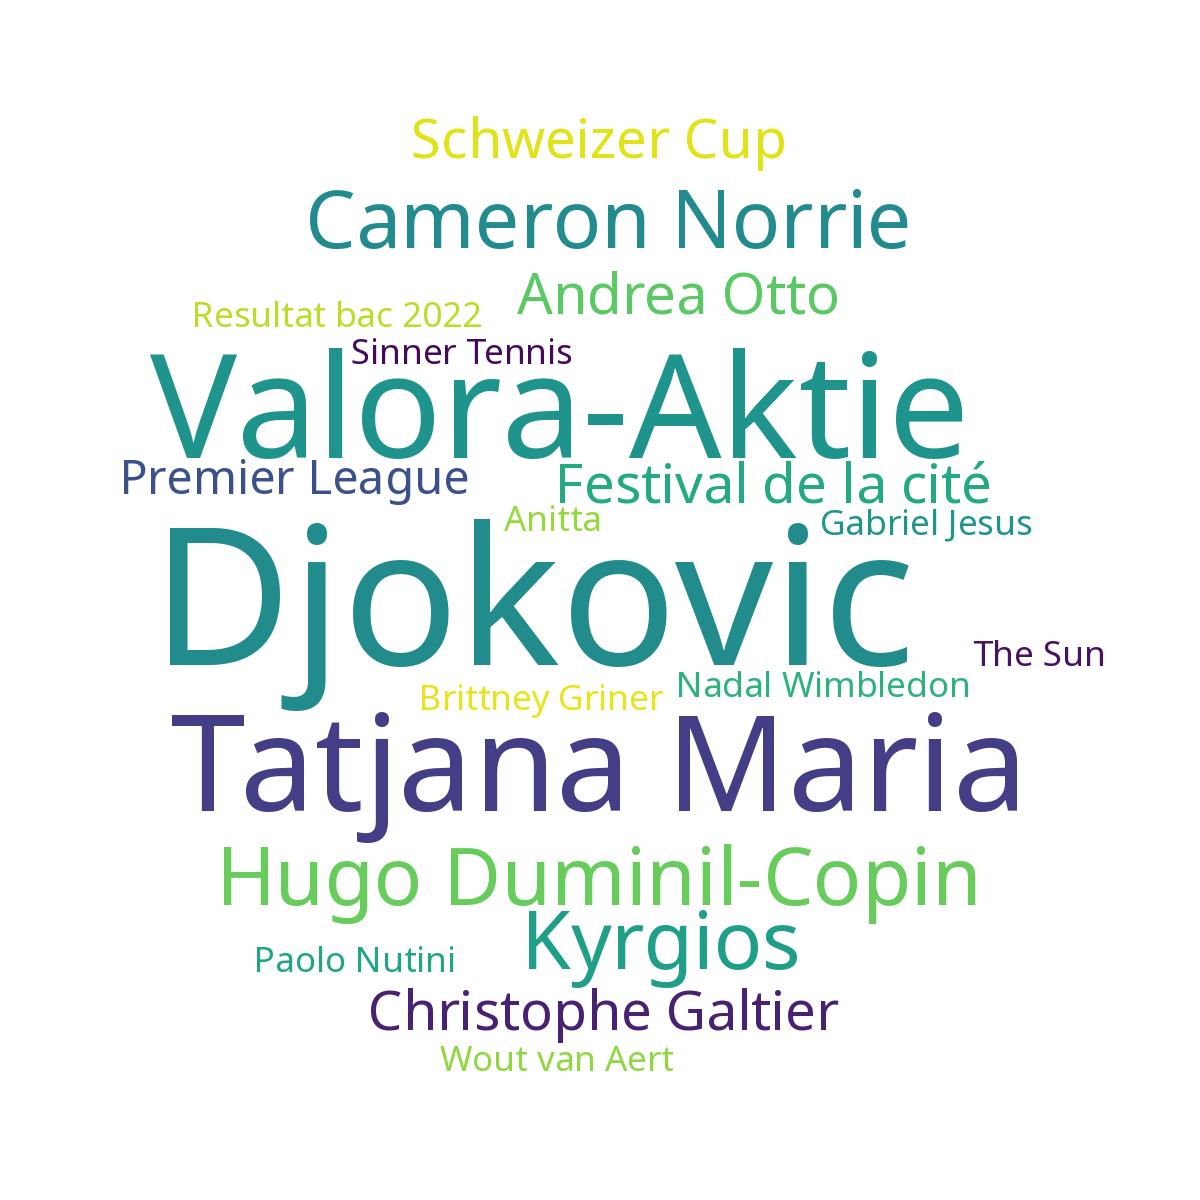 Schweizer Cup
Cameron Norrie
Andrea Otto
Resultat bac 2022
Sinner Tennis
Valora-Aktie
Premier League
Festival de la cité
Anitta
Gabriel Jesus
Djokovic
The Sun
Brittney Griner
Nadal Wimbledon
Tatjana Maria
Hugo Duminil-Copin
Kyrgios
Paolo Nutini
Christophe Galtier
Wout van Aert